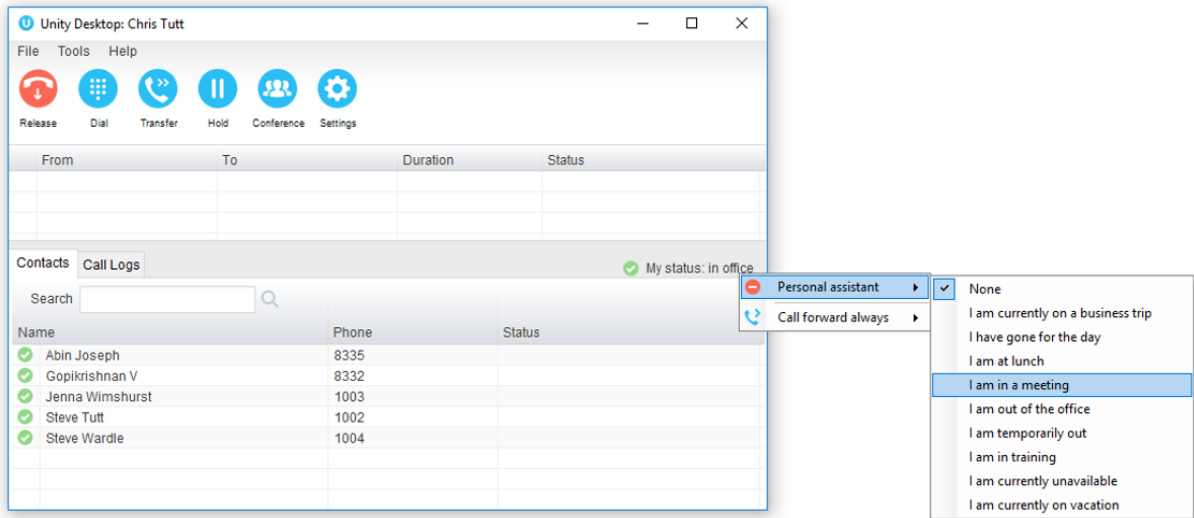 U Unity Desktop: Chris Tutt
File Tools Help
Release Dial Transfer Hold Conference Settings
From To Duration Status
Contacts Call Logs My status: in office
Search
Name Phone Status
Abin Joseph 8335
Gopikrishnan V 8332
Jenna Wimshurst 1003
Steve Tutt 1002
Steve Wardle 1004
Personal assistant
Call forward always
None
I am currently on a business trip
I have gone for the day
I am at lunch
I am in a meeting
I am out of the office
I am temporarily out
I am in training
I am currently unavailable
I am currently on vacation